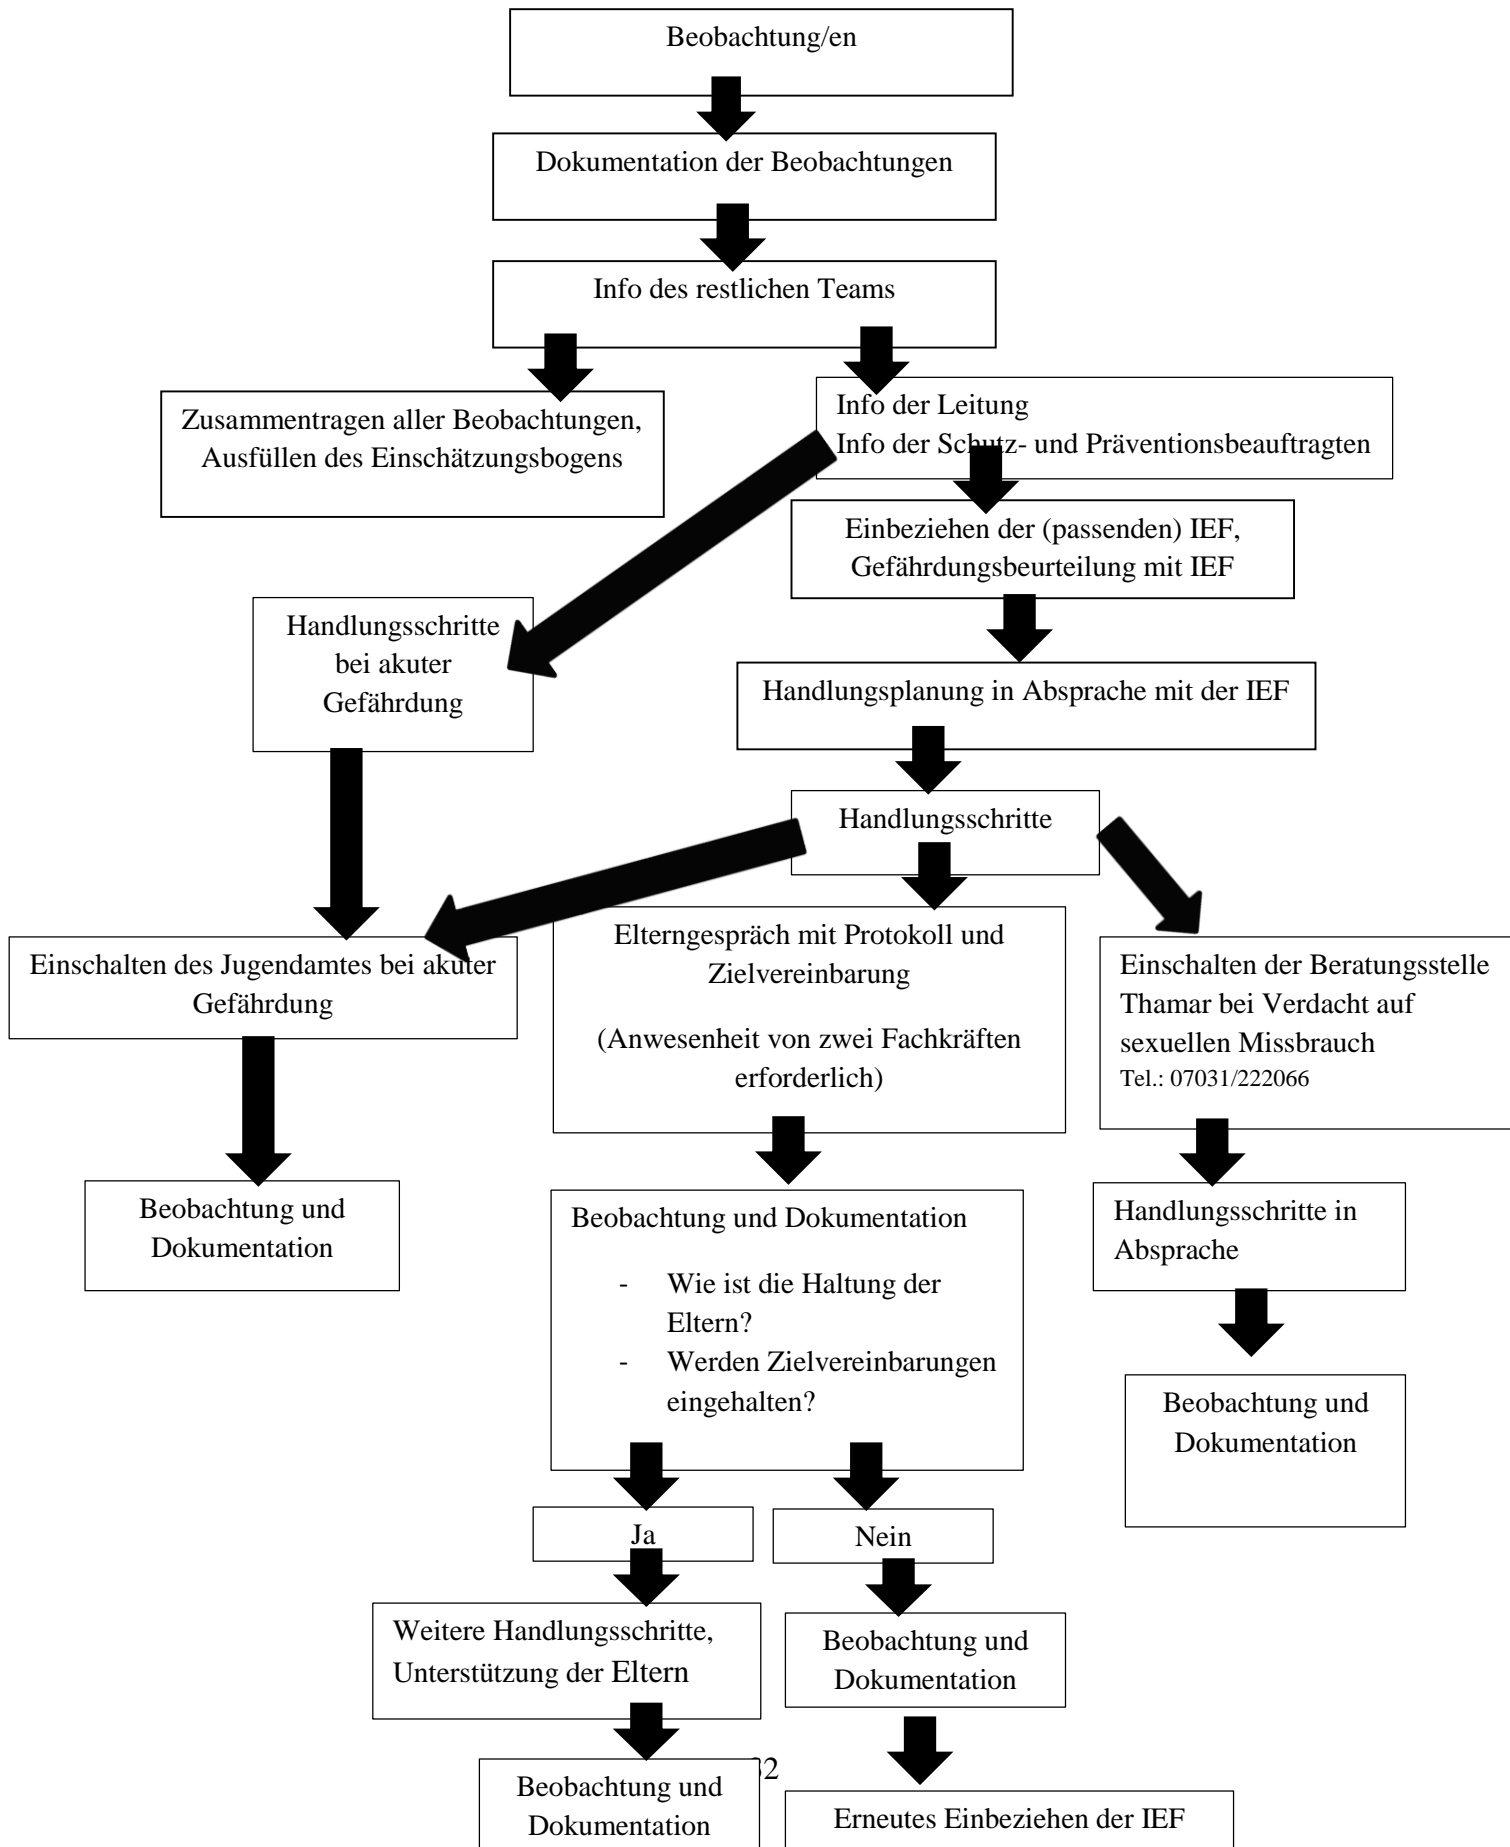 Beobachtung/en
Dokumentation der Beobachtungen
Info des restlichen Teams
Zusammentragen aller Beobachtungen,
Ausfüllen des Einschätzungsbogens
Info der Leitung
Info der Schutz- und Präventionsbeauftragten
Einbeziehen der (passenden) IEF,
Gefährdungsbeurteilung mit IEF
Handlungsschritte
bei akuter
Gefährdung
Handlungsplanung in Absprache mit der IEF
Handlungsschritte
Einschalten des Jugendamtes bei akuter
Gefährdung
Elterngespräch mit Protokoll und
Zielvereinbarung
(Anwesenheit von zwei Fachkräften
erforderlich)
Einschalten der Beratungsstelle
Thamar bei Verdacht auf
sexuellen Missbrauch
Tel.: 07031/222066
Beobachtung und
Dokumentation
Beobachtung und Dokumentation
- Wie ist die Haltung der
Eltern?
- Werden Zielvereinbarungen
eingehalten?
Handlungsschritte in
Absprache
Beobachtung und
Dokumentation
Ja
Nein
Weitere Handlungsschritte,
Unterstützung der Eltern
Beobachtung und
Dokumentation
Beobachtung und
Dokumentation
Erneutes Einbeziehen der IEF